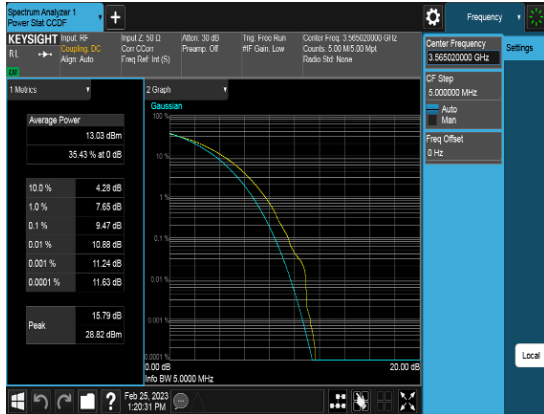 Spectrum Analyzer 1
Power Stat CCDF
Frequency
KEYSIGHT
Input: RF
Coupling: DC
Align: Auto
Input Z: 50 Ω
Corr CCorr
Freq Ref: Int (S)
Atten: 30 dB
Preamp: Off
Trig: Free Run
#IF Gain: Low
Center Freq: 3.565020000 GHz
Counts: 5.00 M/5.00 Mpt
Radio Std: None
RL
1 Metrics
Average Power
13.03 dBm
35.43 % at 0 dB
10.0 % 4.28 dB
1.0 % 7.65 dB
0.1 % 9.47 dB
0.01 % 10.88 dB
0.001 % 11.24 dB
0.0001 % 11.63 dB
Peak
15.79 dB
28.82 dBm
2 Graph
Gaussian
100 %
10 %
1 %
0.1 %
0.01 %
0.001 %
0.0001 %
0.00 dB 20.00 dB
Info BW 5.0000 MHz
Center Frequency
3.565020000 GHz
Settings
CF Step
5.000000 MHz
Auto
Man
Freq Offset
0 Hz
Local
Feb 25, 2023
1:20:31 PM